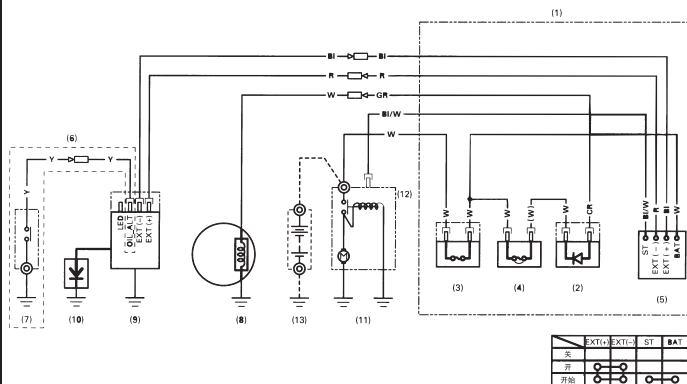 (1)
Bl Bl
R R
W GR
Bl/W
W
(6)
Y Y
Y
LED
OIL ALT
EXT (−)
EXT (+)
(12)
M
W
W
W
(W)
W
GR
Bl/W
R
Bl
W
ST
EXT (−)
EXT (+)
BAT
(3)
(4)
(2)
(5)
(7)
(10)
(9)
(8)
(13)
(11)
EXT(+) EXT(−) ST BAT
关
开
开始